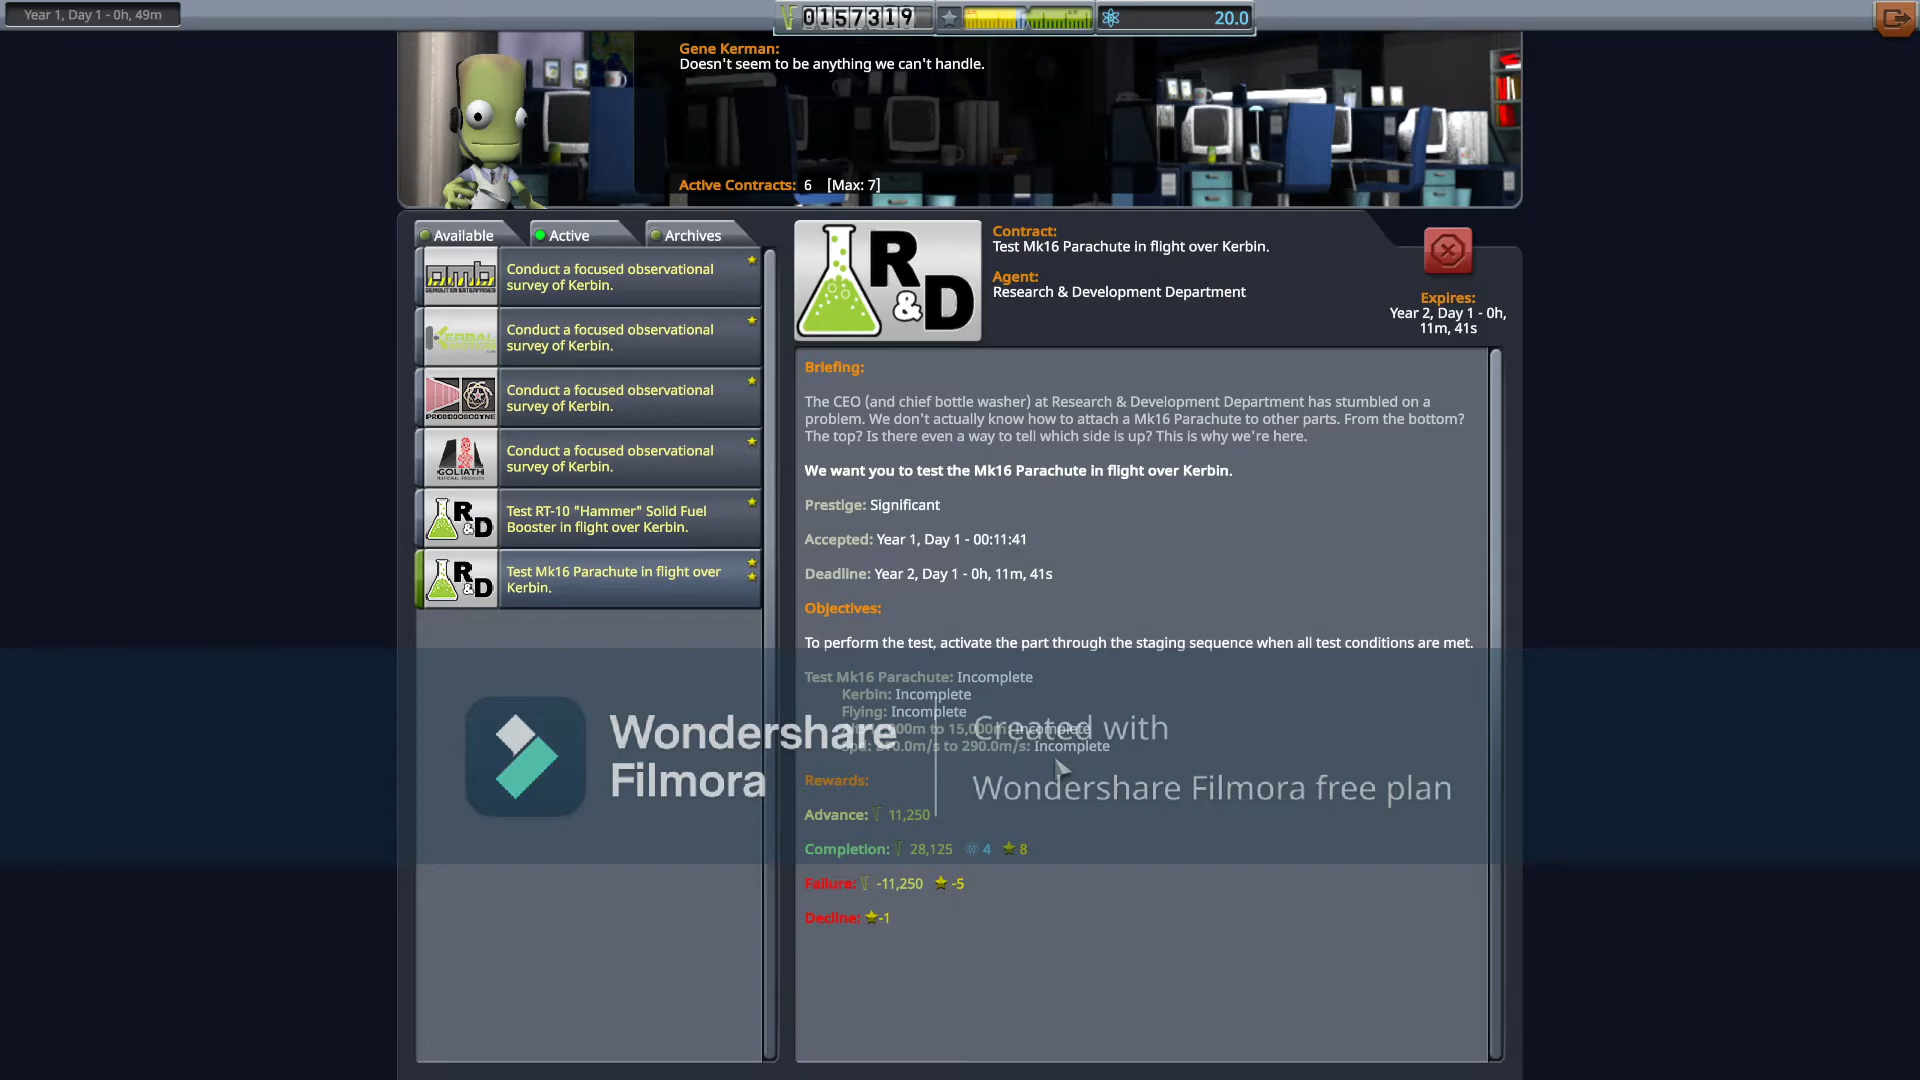 Year 1, Day 1 - 0h, 49m
0157319
20.0
Gene Kerman:
Doesn't seem to be anything we can't handle.
Active Contracts: 6 [Max: 7]
Available
Active
Archives
Conduct a focused observational
survey of Kerbin.
Conduct a focused observational
survey of Kerbin.
PROBODOBODYNE
Conduct a focused observational
survey of Kerbin.
GOLIATH
NATIONAL PRODUCTS
Conduct a focused observational
survey of Kerbin.
R&D
Test RT-10 "Hammer" Solid Fuel
Booster in flight over Kerbin.
R&D
Test Mk16 Parachute in flight over
Kerbin.
R&D
Contract:
Test Mk16 Parachute in flight over Kerbin.
Agent:
Research & Development Department
Expires:
Year 2, Day 1 - 0h,
11m, 41s
Briefing:
The CEO (and chief bottle washer) at Research & Development Department has stumbled on a
problem. We don't actually know how to attach a Mk16 Parachute to other parts. From the bottom?
The top? Is there even a way to tell which side is up? This is why we're here.
We want you to test the Mk16 Parachute in flight over Kerbin.
Prestige: Significant
Accepted: Year 1, Day 1 - 00:11:41
Deadline: Year 2, Day 1 - 0h, 11m, 41s
Objectives:
To perform the test, activate the part through the staging sequence when all test conditions are met.
Test Mk16 Parachute: Incomplete
Kerbin: Incomplete
Flying: Incomplete
to 15,000m: Incomplete
to 290.0m/s: Incomplete
Rewards:
Advance: 11,250
Completion: 28,125 4 8
Failure: -11,250 -5
Decline: -1
Wondershare
Filmora
Created with
Wondershare Filmora free plan